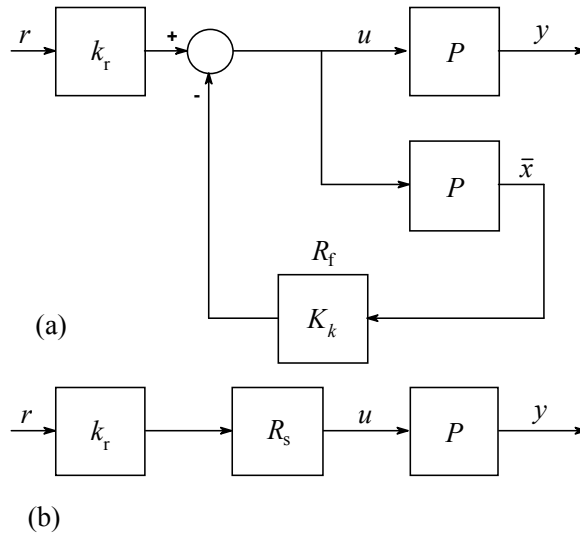 r k_r + u P y
-
P x̄
R_f
K_k
(a)
r k_r R_s u P y
(b)